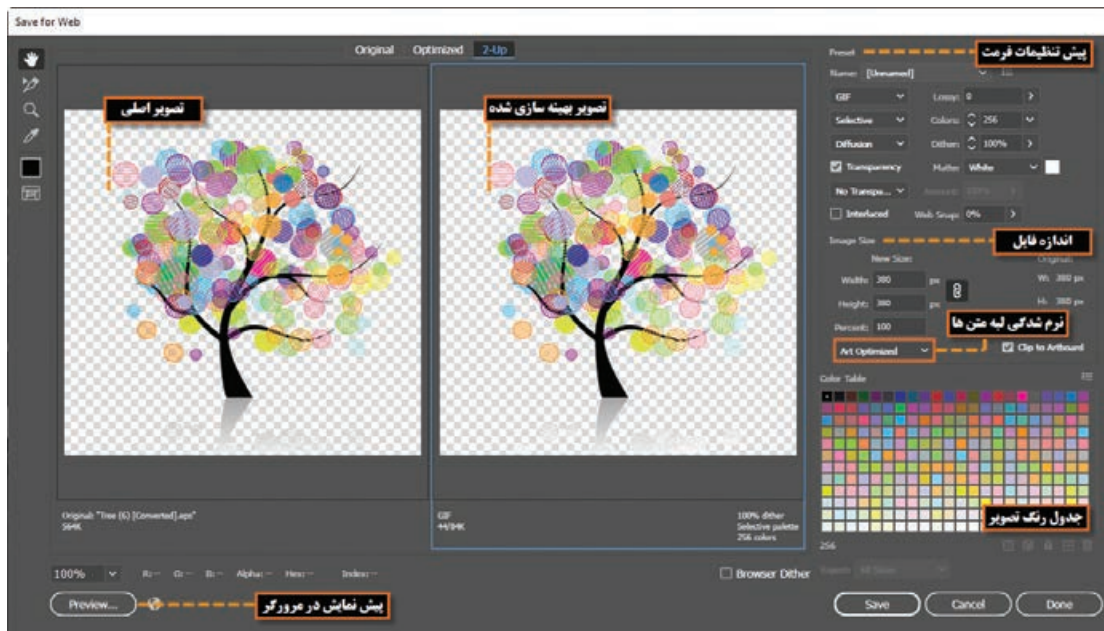 Save for Web
Original Optimized 2-Up
تصویر اصلی
تصویر بهینه سازی شده
Original: "Tree (6) [Converted].eps"
564K
GIF
100% dither
Selective palette
256 colors
100%
R: -- G: -- B: -- Alpha: -- Hex: -- Index: --
Browser Dither
Preview...
پیش نمایش در مرورگر
Preset
پیش تنظیمات فرمت
Name: [Unnamed]
GIF Lossy: 0
Selective Colors: 256
Diffusion Dither: 100%
Transparency Matte: White
No Transpa... Amount: 100%
Interlaced Web Snap: 0%
Image Size
اندازه فایل
New Size: Original:
Width: 380 px W: 380 px
Height: 380 px H: 380 px
Percent: 100
نرم شدگی لبه متن ها
Art Optimized Clip to Artboard
Color Table
جدول رنگ تصویر
256
Save Cancel Done